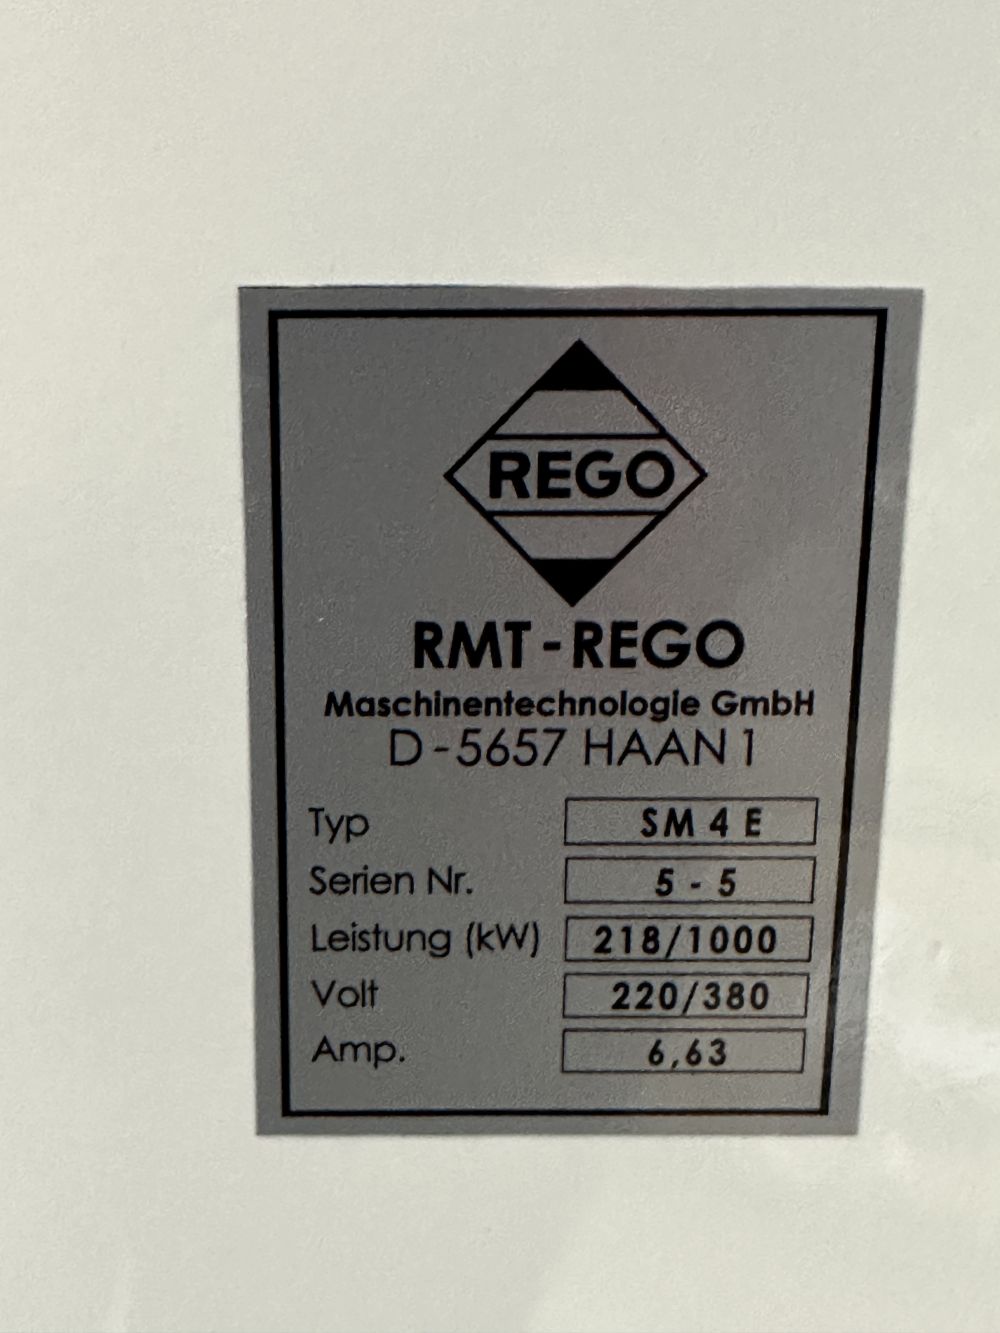 REGO
RMT - REGO
Maschinentechnologie GmbH
D - 5657 HAAN 1
Typ SM 4 E
Serien Nr. 5 - 5
Leistung (kW) 218/1000
Volt 220/380
Amp. 6,63